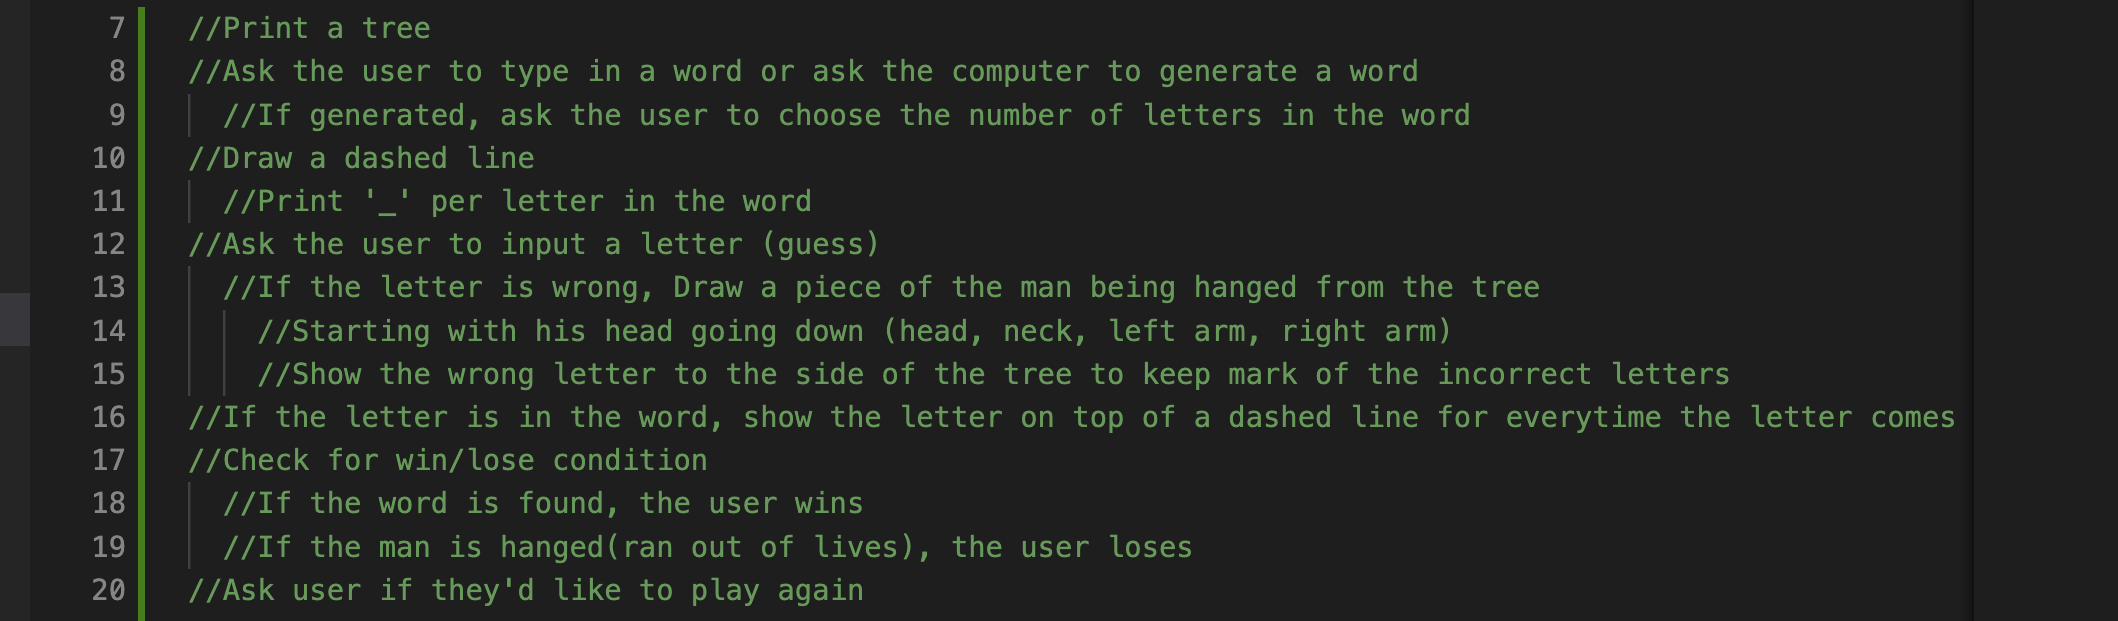 7 //Print a tree
8 //Ask the user to type in a word or ask the computer to generate a word
9 //If generated, ask the user to choose the number of letters in the word
10 //Draw a dashed line
11 //Print '_' per letter in the word
12 //Ask the user to input a letter (guess)
13 //If the letter is wrong, Draw a piece of the man being hanged from the tree
14 //Starting with his head going down (head, neck, left arm, right arm)
15 //Show the wrong letter to the side of the tree to keep mark of the incorrect letters
16 //If the letter is in the word, show the letter on top of a dashed line for everytime the letter comes
17 //Check for win/lose condition
18 //If the word is found, the user wins
19 //If the man is hanged(ran out of lives), the user loses
20 //Ask user if they'd like to play again